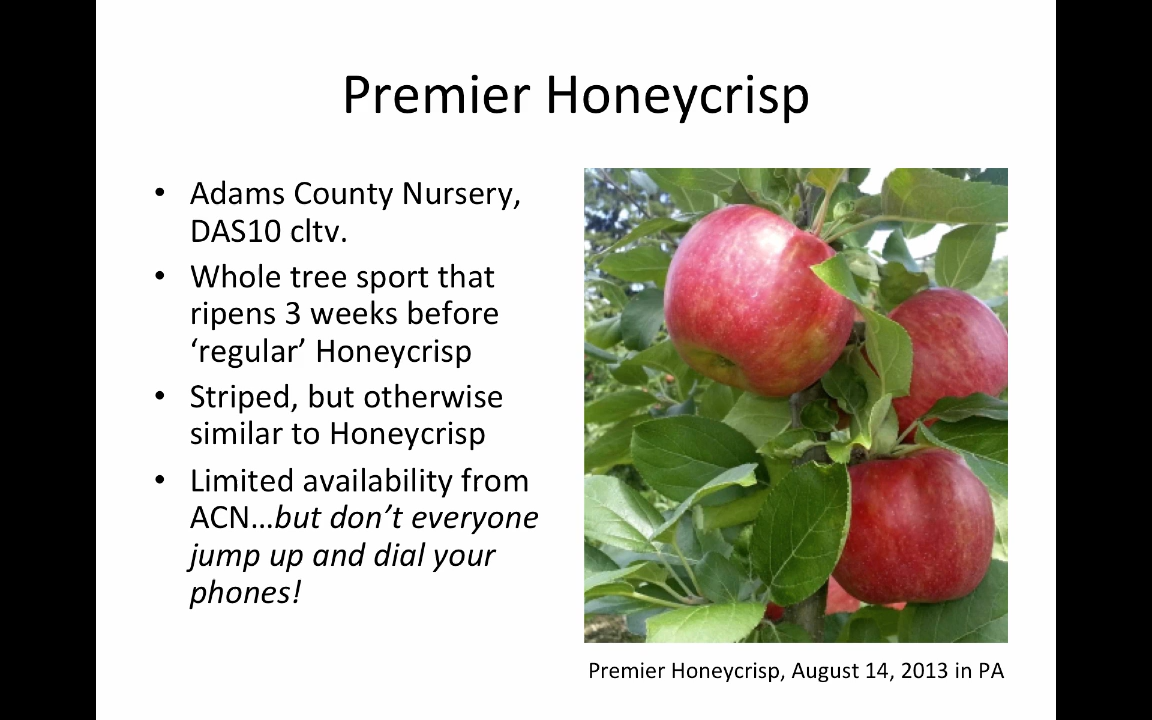 Premier Honeycrisp
• Adams County Nursery,
DAS10 cltv.
• Whole tree sport that
ripens 3 weeks before
‘regular’ Honeycrisp
• Striped, but otherwise
similar to Honeycrisp
• Limited availability from
ACN…but don’t everyone
jump up and dial your
phones!
Premier Honeycrisp, August 14, 2013 in PA